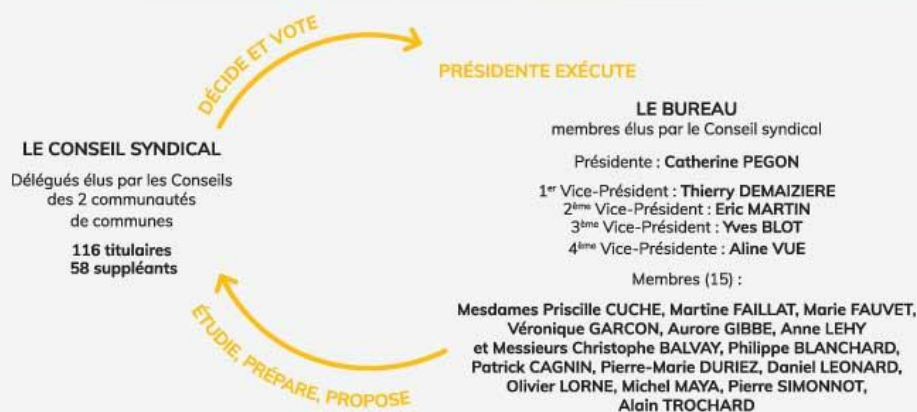 DÉCIDE ET VOTE
PRÉSIDENTE EXÉCUTE
LE CONSEIL SYNDICAL
Délégués élus par les Conseils
des 2 communautés
de communes
116 titulaires
58 suppléants
LE BUREAU
membres élus par le Conseil syndical
Présidente : Catherine PEGON
1er Vice-Président : Thierry DEMAIZIERE
2ème Vice-Président : Eric MARTIN
3ème Vice-Président : Yves BLOT
4ème Vice-Présidente : Aline VUE
Membres (15) :
Mesdames Priscille CUCHE, Martine FAILLAT, Marie FAUVET,
Véronique GARCON, Aurore GIBBE, Anne LEHY
et Messieurs Christophe BALVAY, Philippe BLANCHARD,
Patrick CAGNIN, Pierre-Marie DURIEZ, Daniel LEONARD,
Olivier LORNE, Michel MAYA, Pierre SIMONNOT,
Alain TROCHARD
ÉTUDIE, PRÉPARE, PROPOSE